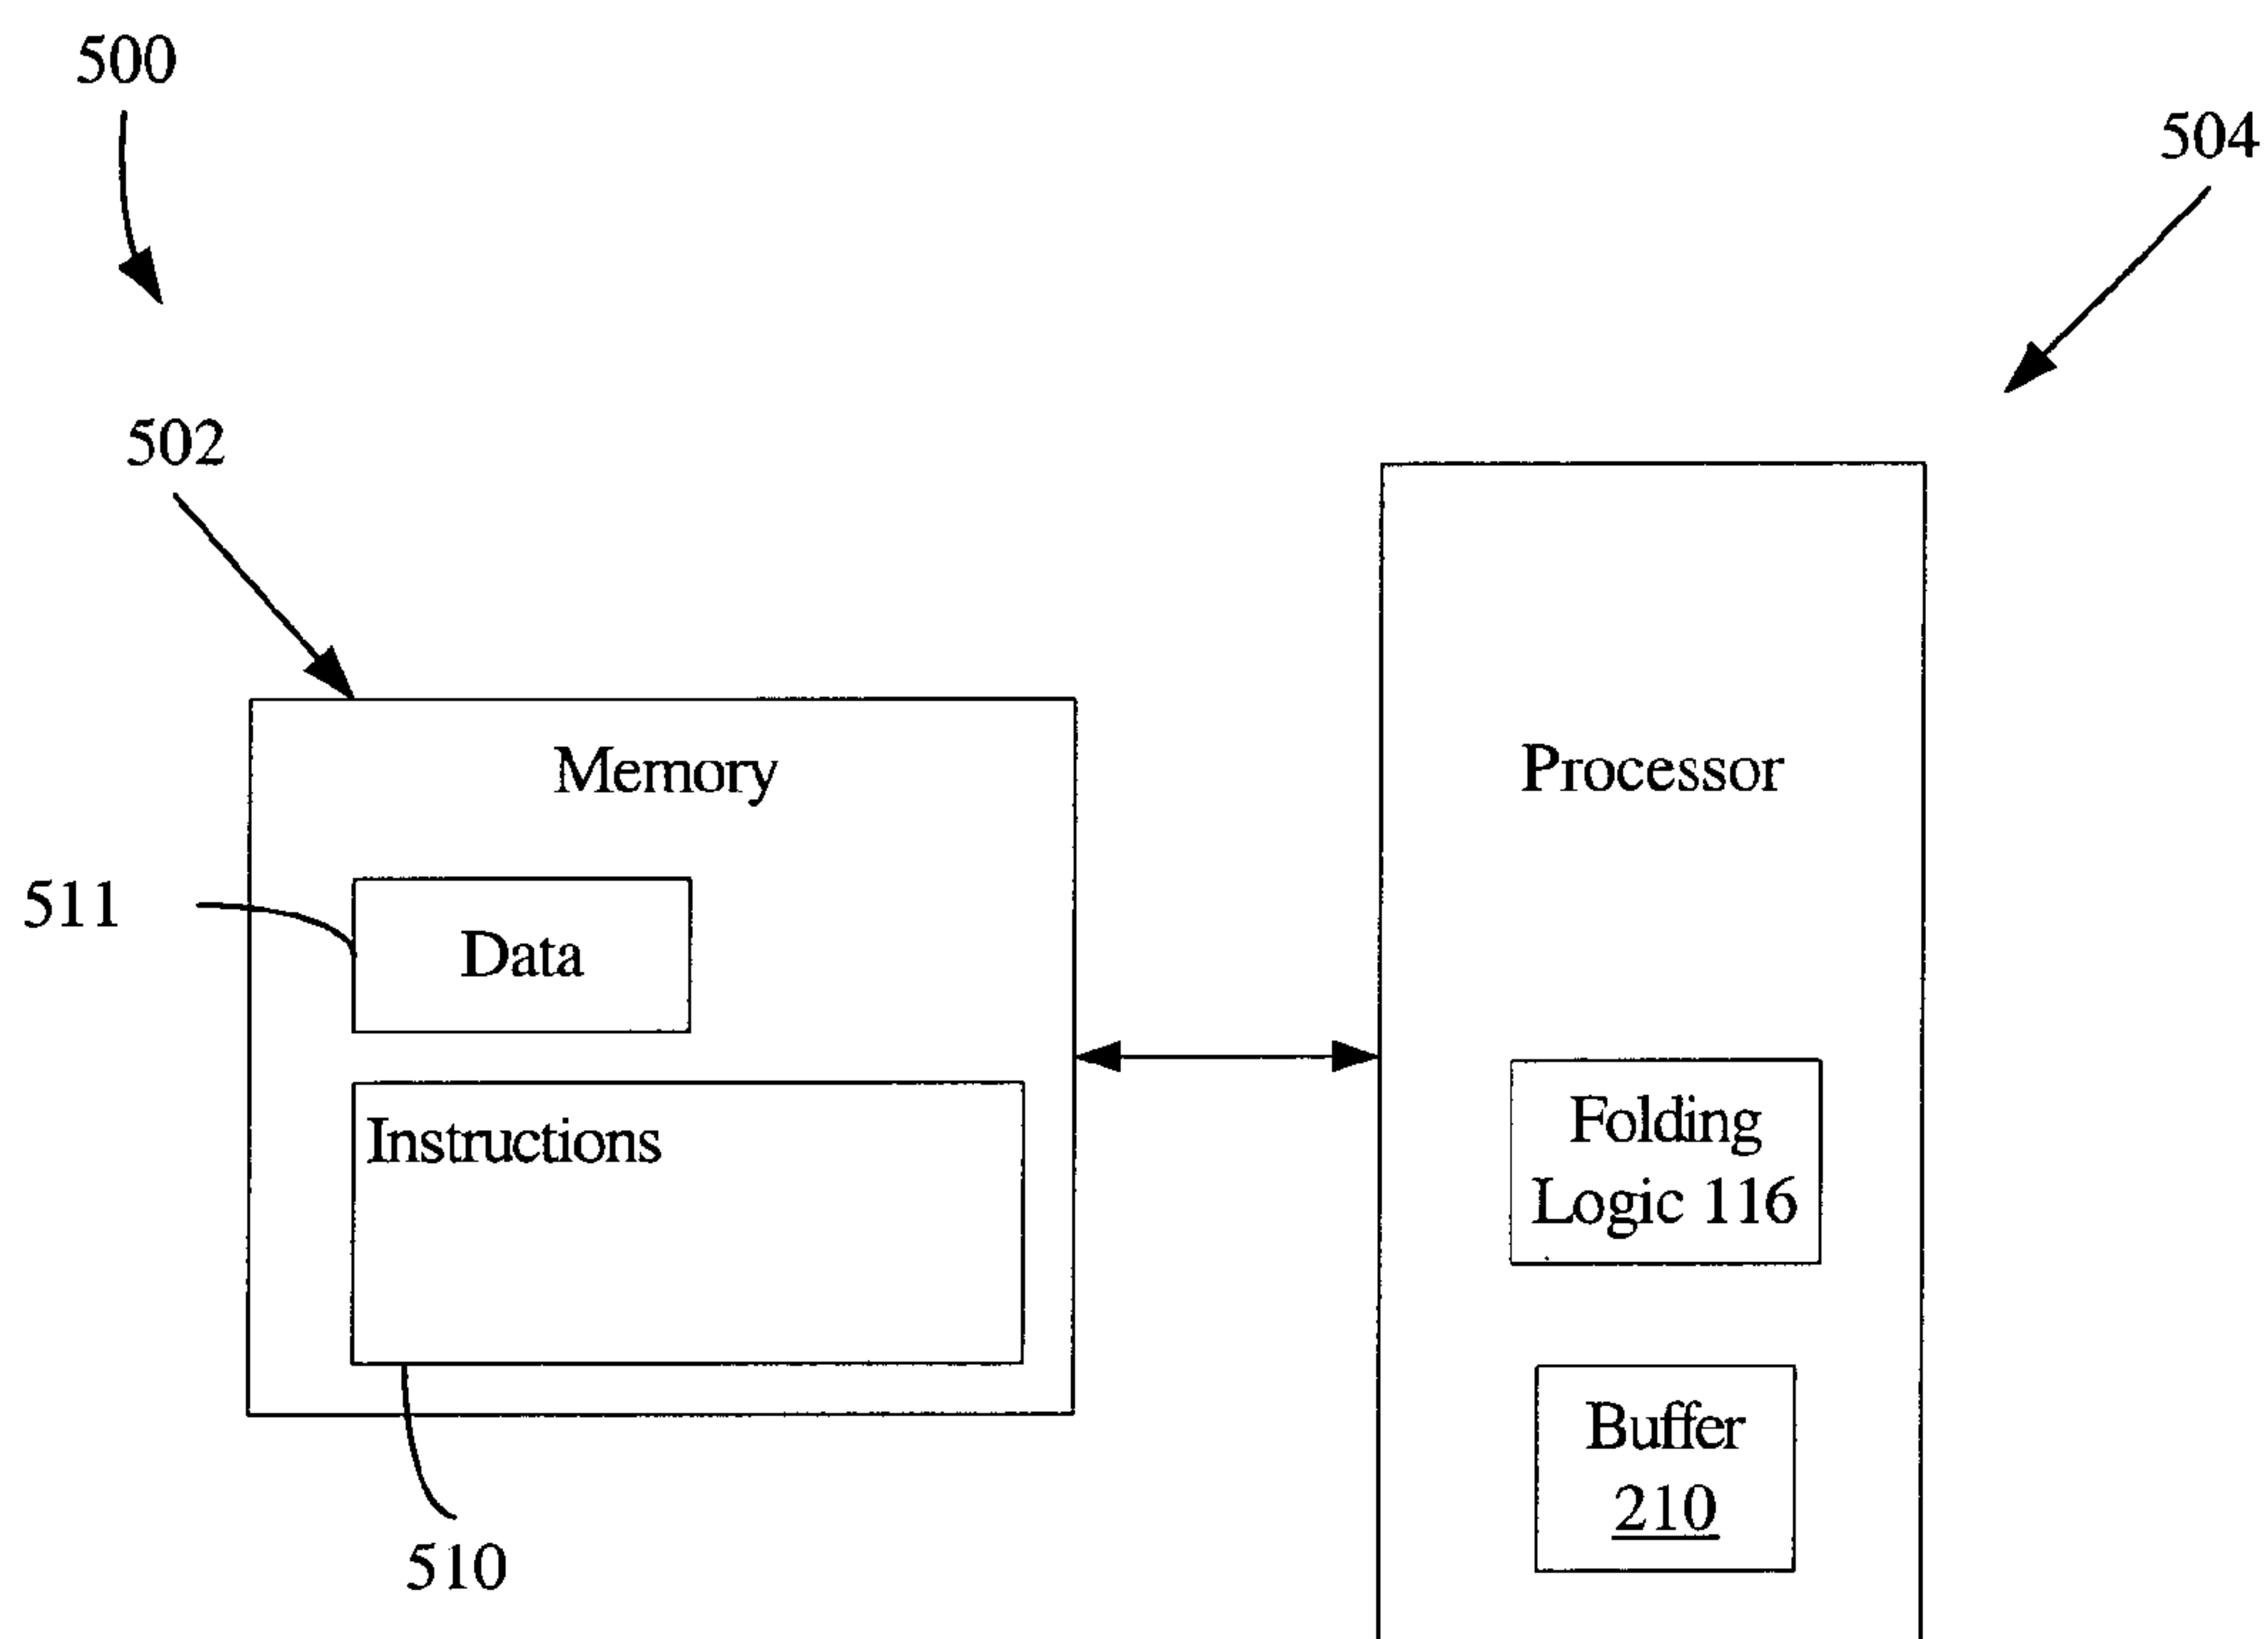 500
504
502
Memory
Processor
511
Data
Instructions
Folding
Logic 116
Buffer
210
510